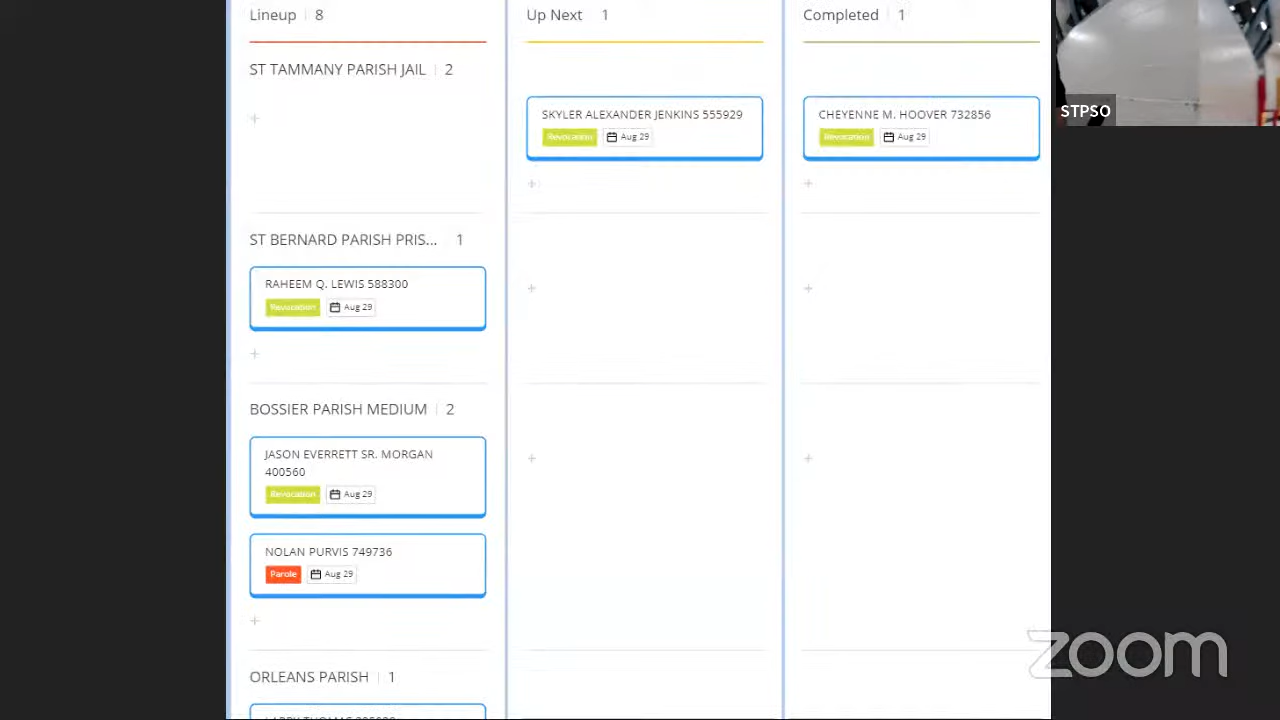 Lineup 8
Up Next 1
Completed 1
ST TAMMANY PARISH JAIL 2
SKYLER ALEXANDER JENKINS 555929
Revocation Aug 29
CHEYENNE M. HOOVER 732856
Revocation Aug 29
STPSO
ST BERNARD PARISH PRIS... 1
RAHEEM Q. LEWIS 588300
Revocation Aug 29
BOSSIER PARISH MEDIUM 2
JASON EVERRETT SR. MORGAN
400560
Revocation Aug 29
NOLAN PURVIS 749736
Parole Aug 29
ORLEANS PARISH 1
zoom